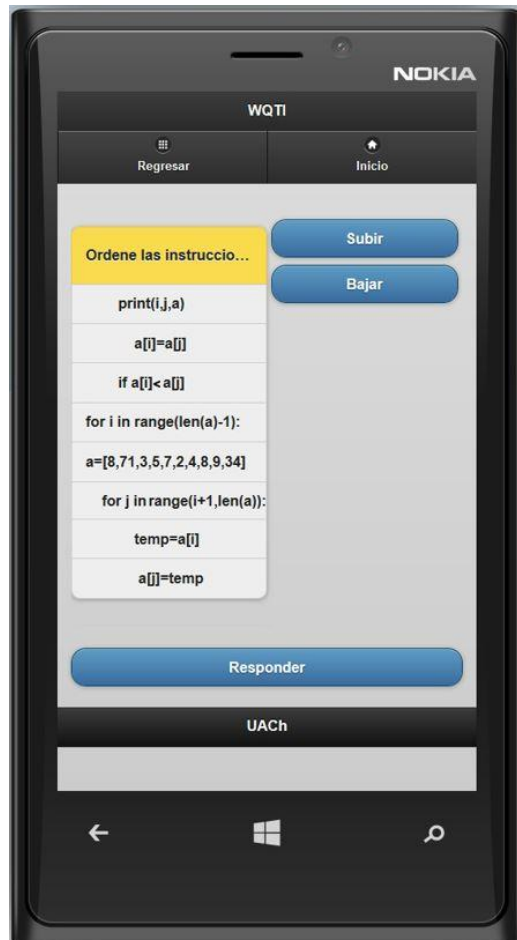 NOKIA
WQTI
Regresar
Inicio
Ordene las instruccio...
Subir
Bajar
print(i,j,a)
a[i]=a[j]
if a[i]<a[j]
for i in range(len(a)-1):
a=[8,71,3,5,7,2,4,8,9,34]
for j in range(i+1,len(a)):
temp=a[i]
a[j]=temp
Responder
UACh